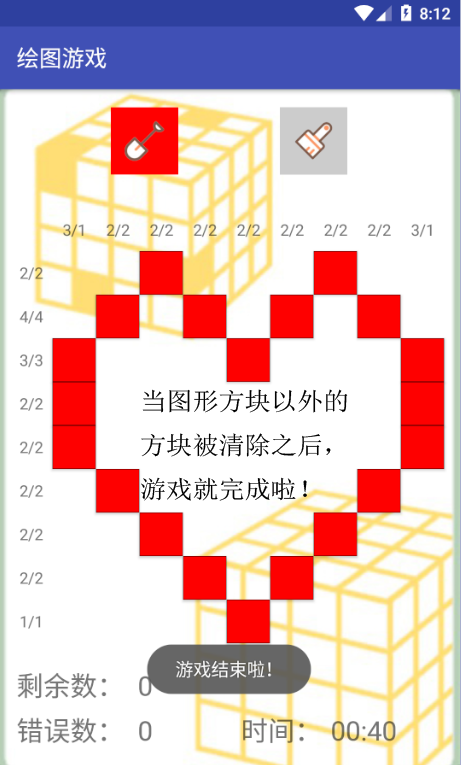 8:12
绘图游戏
3/1 2/2 2/2 2/2 2/2 2/2 2/2 2/2 3/1
2/2
4/4
3/3
2/2
当图形方块以外的
2/2
方块被清除之后，
2/2
游戏就完成啦！
2/2
2/2
1/1
游戏结束啦！
剩余数： 0
错误数： 0 时间： 00:40